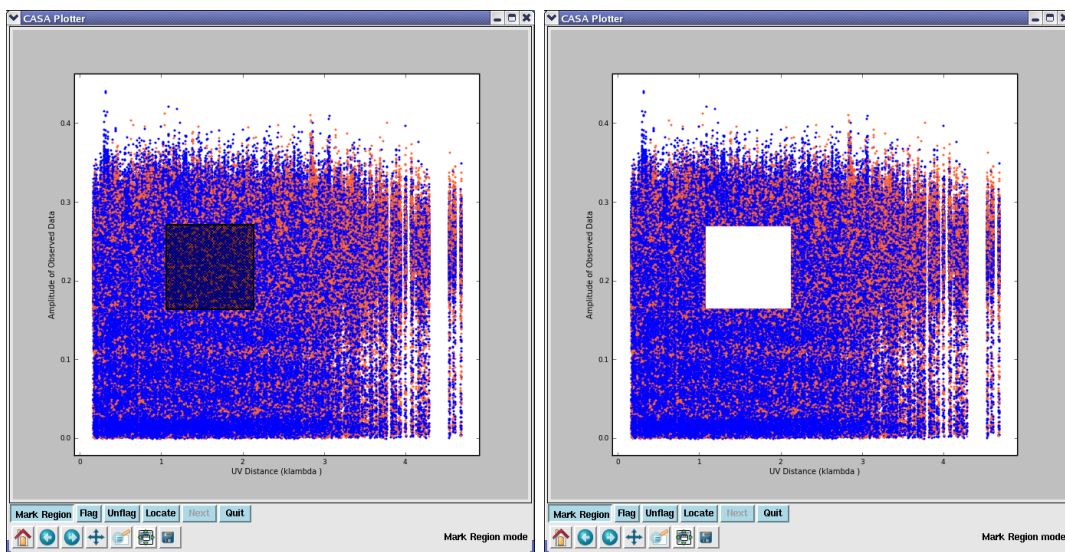 CASA Plotter
0.4
0.3
0.2
0.1
0.0
Amplitude of Observed Data
0 1 2 3 4
UV Distance (klambda )
Mark Region Flag Unflag Locate Next Quit
Mark Region mode
CASA Plotter
0.4
0.3
0.2
0.1
0.0
Amplitude of Observed Data
0 1 2 3 4
UV Distance (klambda )
Mark Region Flag Unflag Locate Next Quit
Mark Region mode